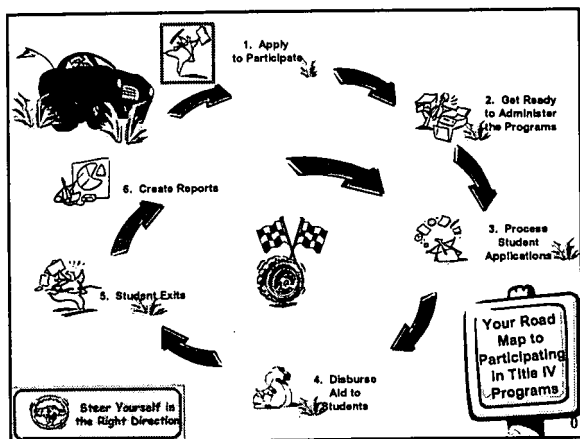 1. Apply
to Participate
2. Get Ready
to Administer
the Programs
3. Process
Student
Applications
4. Disburse
Aid to
Students
5. Student Exits
6. Create Reports
Your Road
Map to
Participating
in Title IV
Programs
Steer Yourself in
the Right Direction